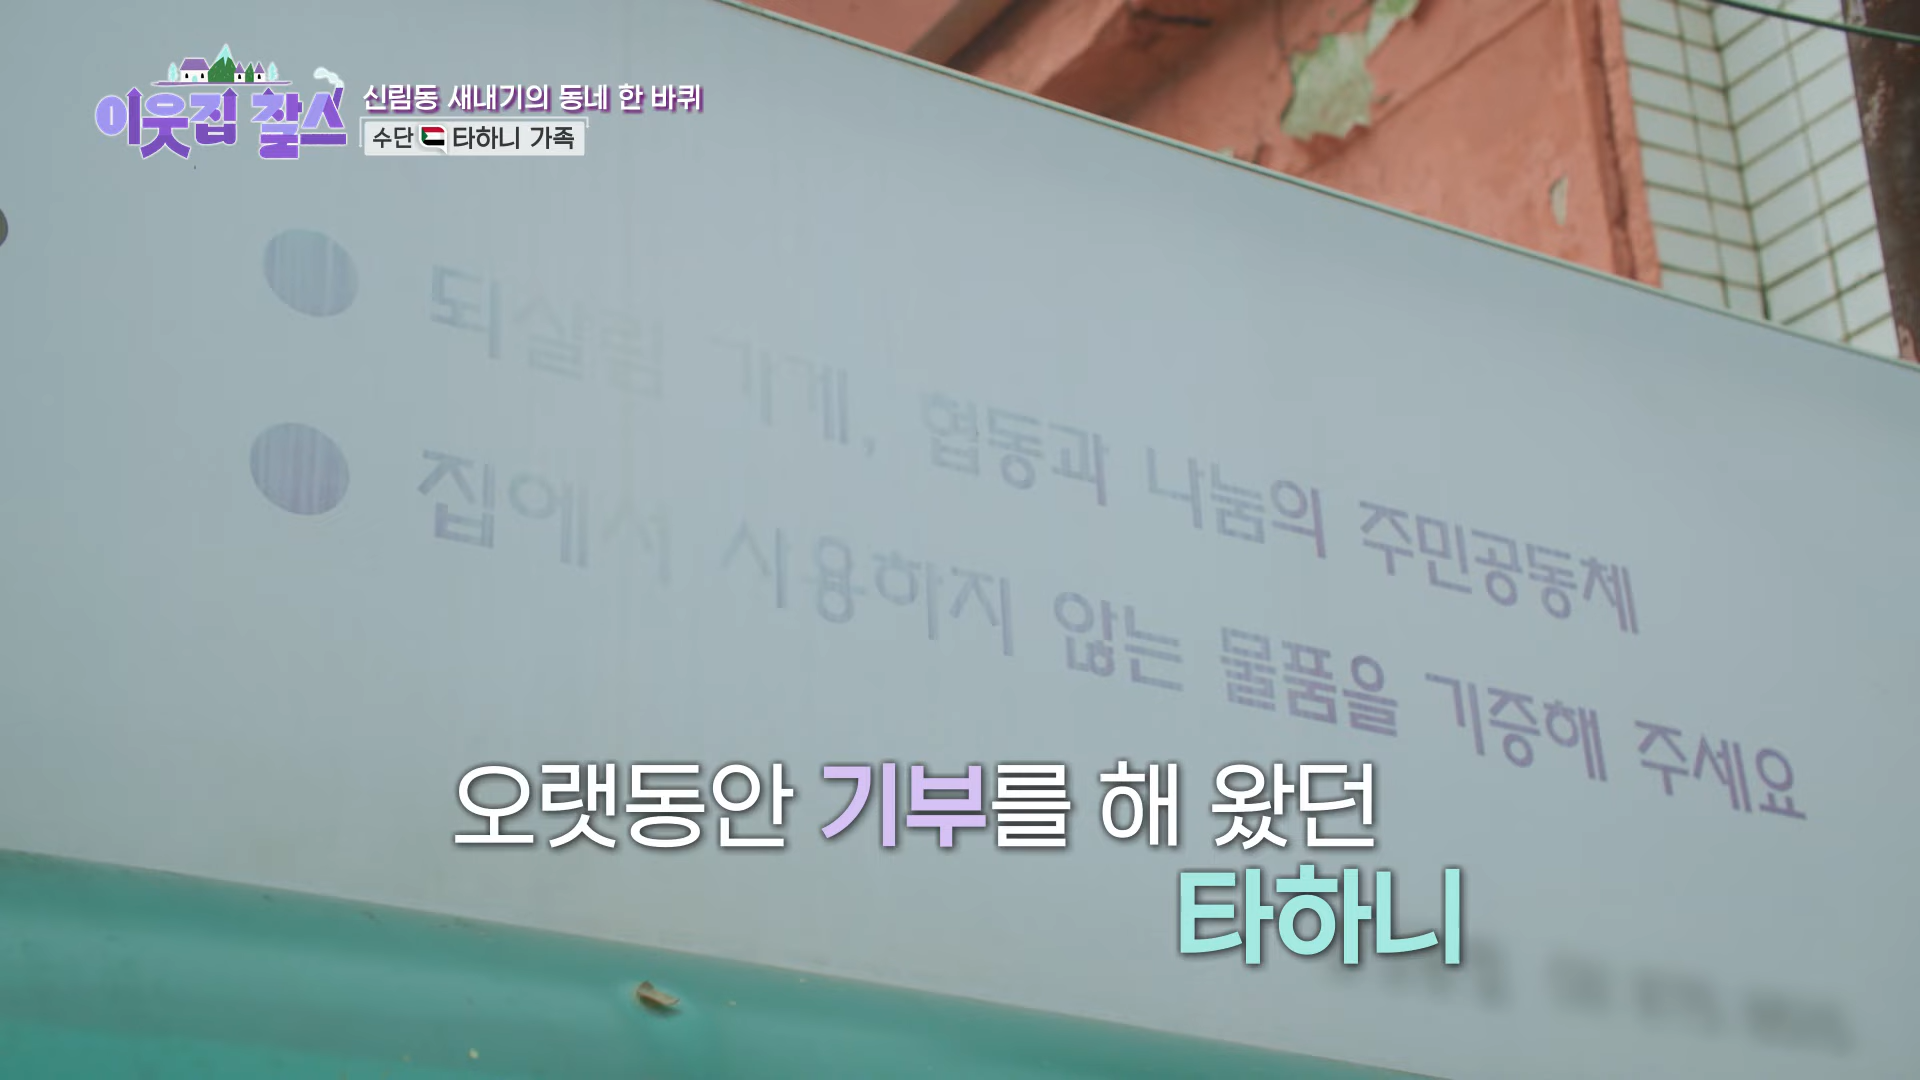 이웃집 찰스
신림동 새내기의 동네 한 바퀴
수단 타하니 가족
되살림 가게, 협동과 나눔의 주민공동체
집에서 사용하지 않는 물품을 기증해 주세요
오랫동안 기부를 해 왔던
타하니